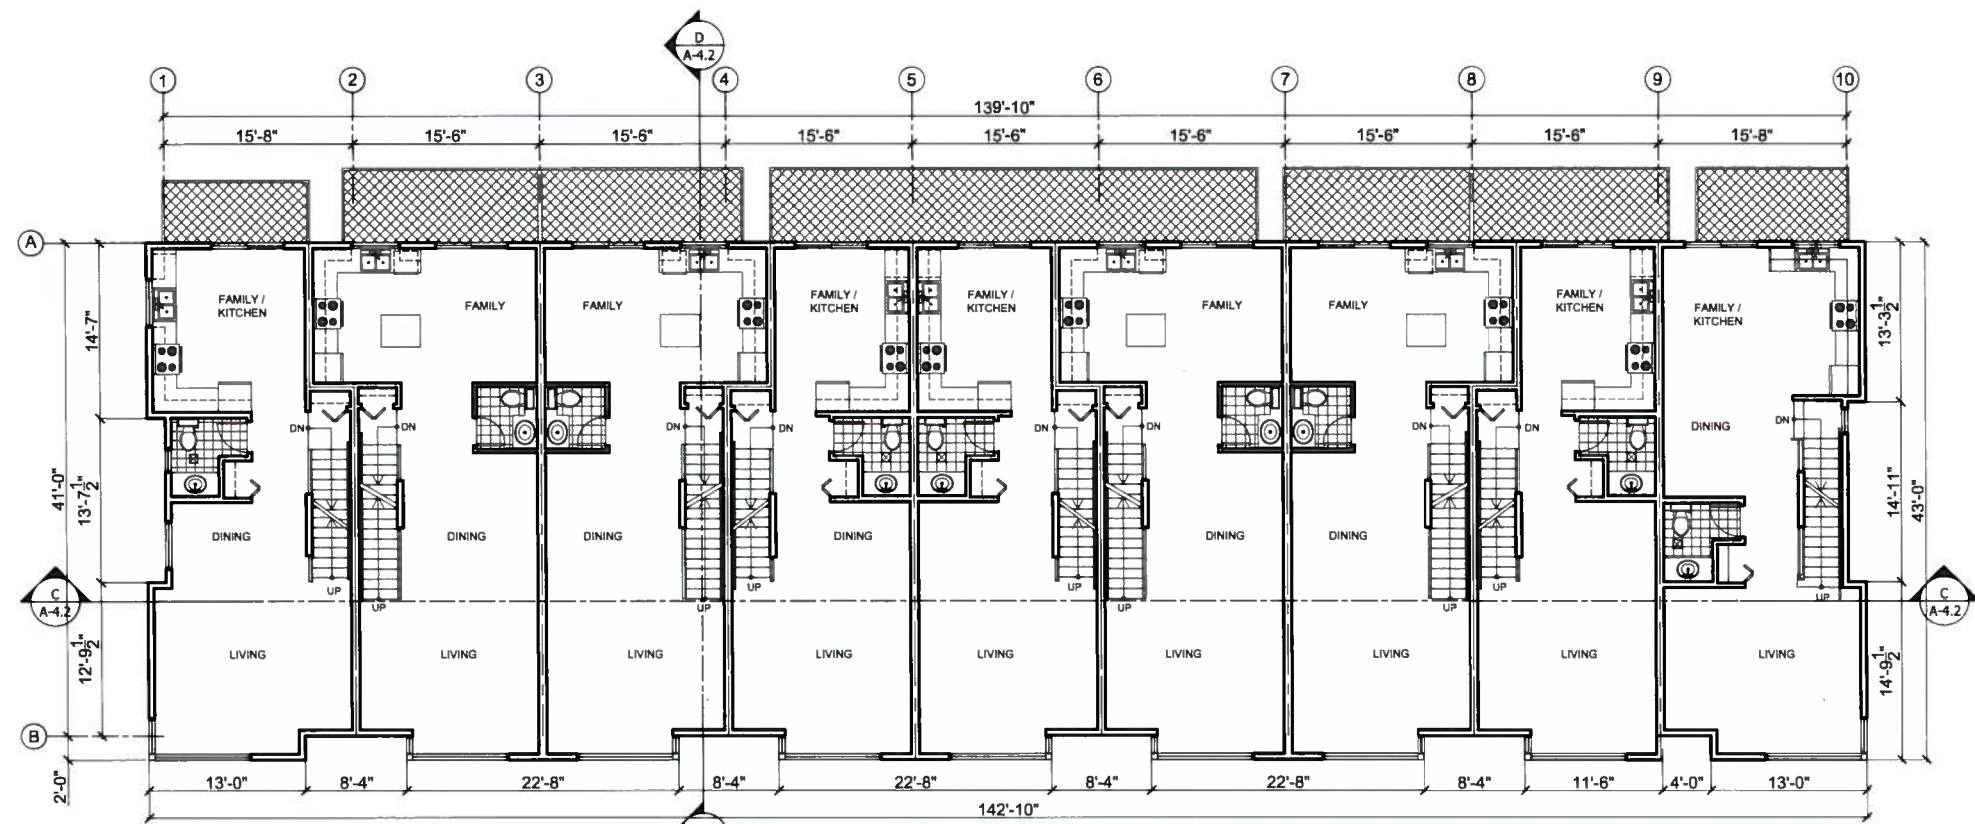 D
A-4.2
1 2 3 4 5 6 7 8 9 10
139'-10"
15'-8" 15'-6" 15'-6" 15'-6" 15'-6" 15'-6" 15'-6" 15'-6" 15'-8"
A
FAMILY / KITCHEN
FAMILY
FAMILY
FAMILY / KITCHEN
FAMILY / KITCHEN
FAMILY
FAMILY
FAMILY / KITCHEN
FAMILY / KITCHEN
14'-7"
13'-3 1/2"
DN DN DN DN DN DN DN DN DN
DINING
41'-0"
13'-7 1/2"
14'-11"
43'-0"
DINING DINING DINING DINING DINING DINING
UP UP UP UP UP UP UP UP UP
C
A-4.2
C
A-4.2
12'-9 1/2"
14'-9 1/2"
LIVING LIVING LIVING LIVING LIVING LIVING LIVING LIVING LIVING
B
2'-0"
13'-0" 8'-4" 22'-8" 8'-4" 22'-8" 8'-4" 22'-8" 8'-4" 11'-6" 4'-0" 13'-0"
142'-10"